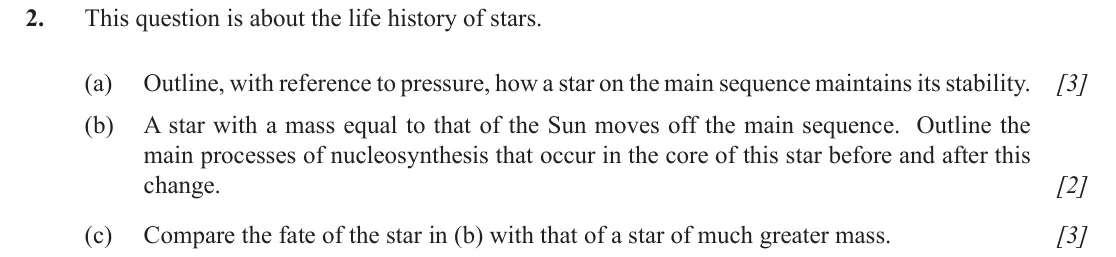 2. This question is about the life history of stars.
(a) Outline, with reference to pressure, how a star on the main sequence maintains its stability. [3]
(b) A star with a mass equal to that of the Sun moves off the main sequence. Outline the
main processes of nucleosynthesis that occur in the core of this star before and after this
change. [2]
(c) Compare the fate of the star in (b) with that of a star of much greater mass. [3]